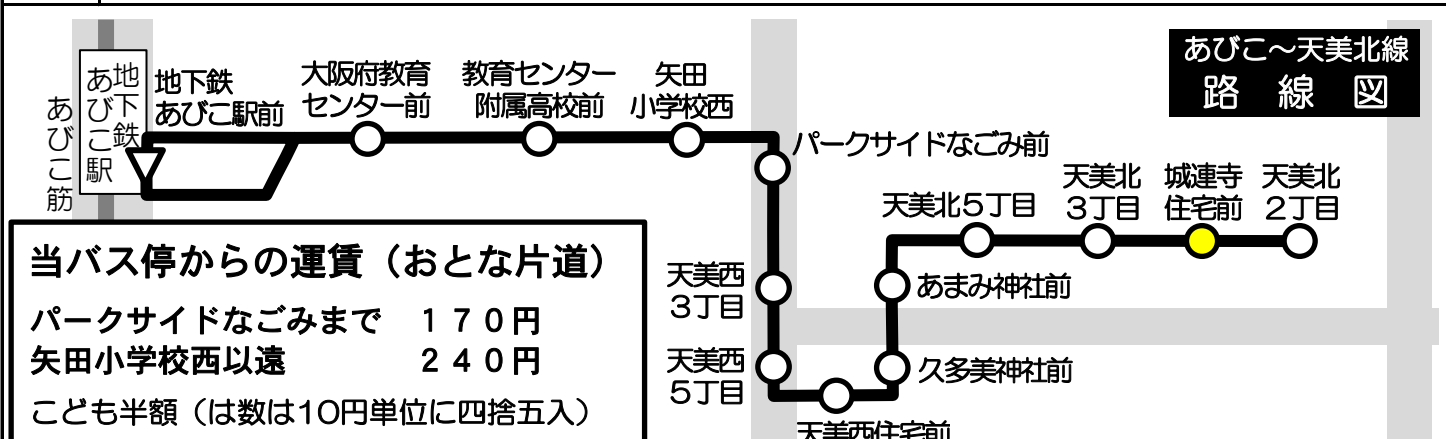 あびこ～天美北線
路線図
あびこ筋
地下鉄
あびこ駅
地下鉄
あびこ駅前
大阪府教育
センター前
教育センター
附属高校前
矢田
小学校西
パークサイドなごみ前
天美西
3丁目
天美西
5丁目
天美西住宅前
久多美神社前
あまみ神社前
天美北5丁目
天美北
3丁目
城連寺
住宅前
天美北
2丁目
当バス停からの運賃（おとな片道）
パークサイドなごみまで　１７０円
矢田小学校西以遠　２４０円
こども半額（は数は10円単位に四捨五入）